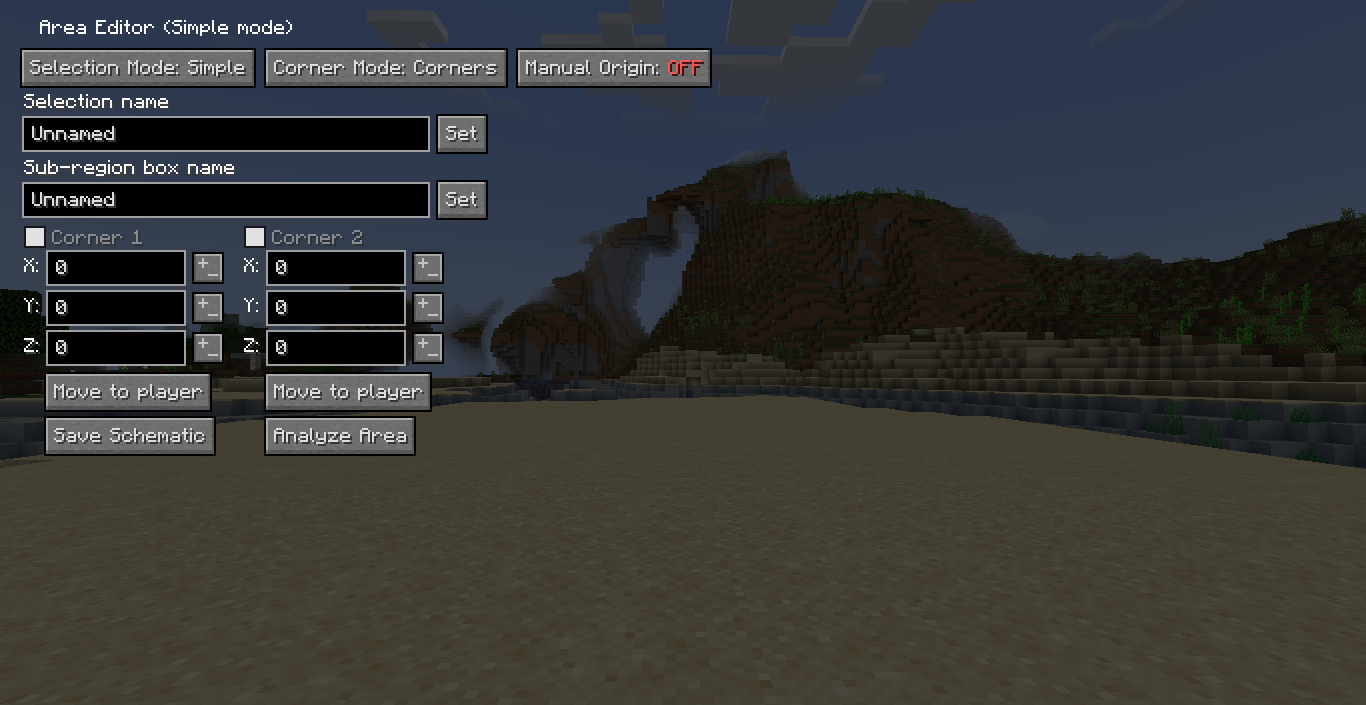 Area Editor (Simple mode)
Selection Mode: Simple Corner Mode: Corners Manual Origin: OFF
Selection name
Unnamed Set
Sub-region box name
Unnamed Set
Corner 1 Corner 2
X: 0 +- X: 0 +-
Y: 0 +- Y: 0 +-
Z: 0 +- Z: 0 +-
Move to player Move to player
Save Schematic Analyze Area